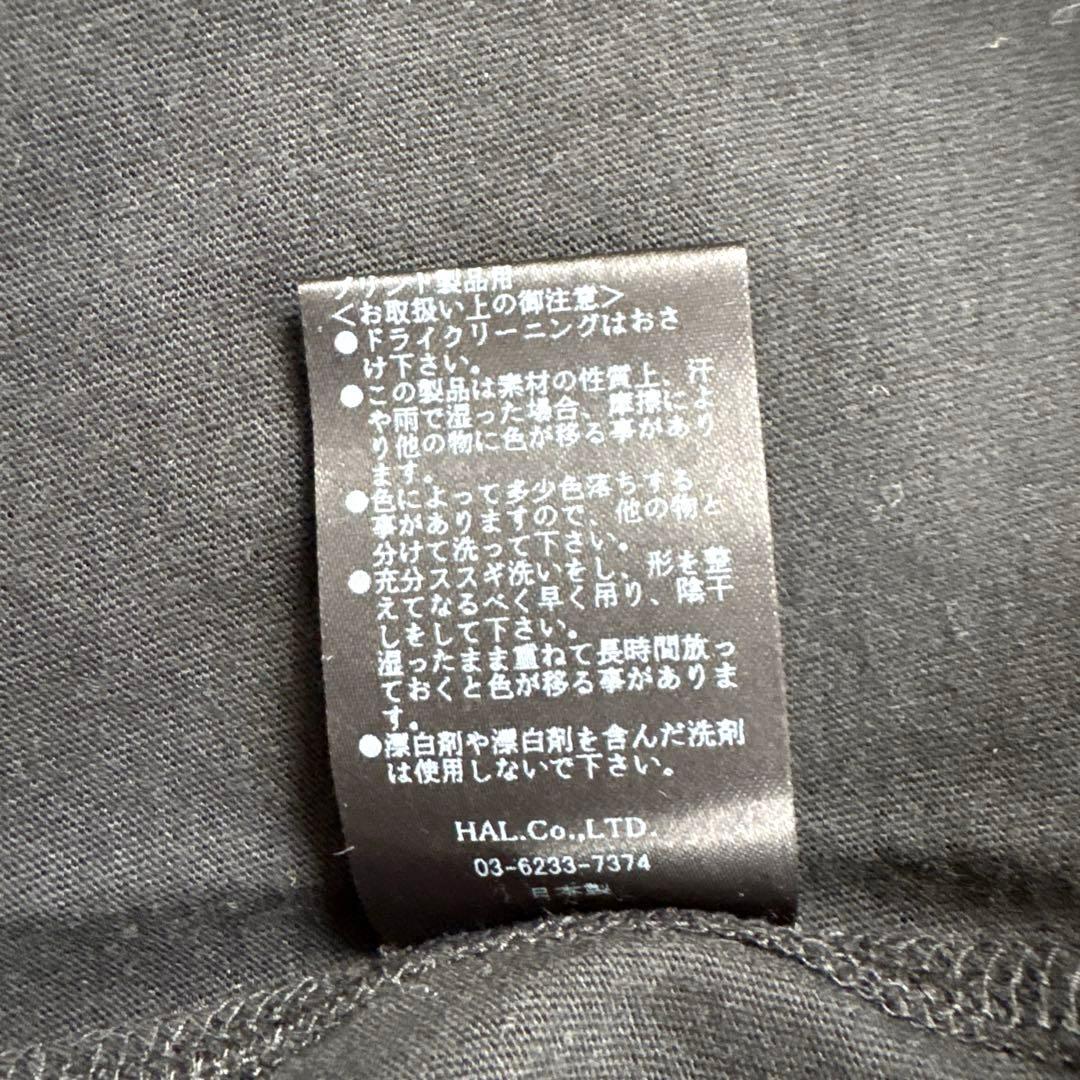 プリント製品用
＜お取扱い上の御注意＞
●ドライクリーニングはおさ
け下さい。
●この製品は素材の性質上、汗
や雨で湿った場合、摩擦によ
り他の物に色が移る事があり
ます。
●色によって多少色落ちする
事がありますので、他の物と
分けて洗って下さい。
●充分ススギ洗いをし、形を整
えてなるべく早く吊り、陰干
しをして下さい。
湿ったまま重ねて長時間放っ
ておくと色が移る事がありま
す。
●漂白剤や漂白剤を含んだ洗剤
は使用しないで下さい。
HAL.Co.,LTD.
03-6233-7374
日本製